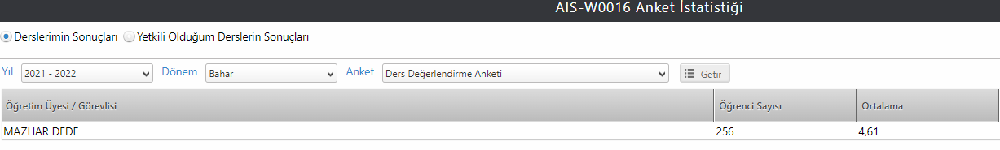 AIS-W0016 Anket İstatistiği
Derslerimin Sonuçları Yetkili Olduğum Derslerin Sonuçları
Yıl 2021 - 2022 Dönem Bahar Anket Ders Değerlendirme Anketi Getir
Öğretim Üyesi / Görevlisi Öğrenci Sayısı Ortalama
MAZHAR DEDE 256 4,61